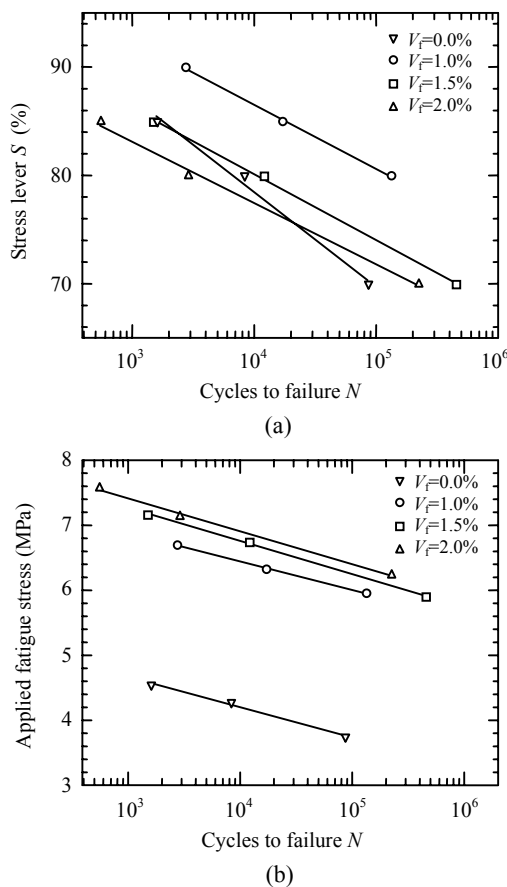 V_f=0.0%
V_f=1.0%
V_f=1.5%
V_f=2.0%
90
80
70
Stress lever S (%)
10^3
10^4
10^5
10^6
Cycles to failure N
(a)
8
7
6
5
4
3
V_f=0.0%
V_f=1.0%
V_f=1.5%
V_f=2.0%
Applied fatigue stress (MPa)
10^3
10^4
10^5
10^6
Cycles to failure N
(b)